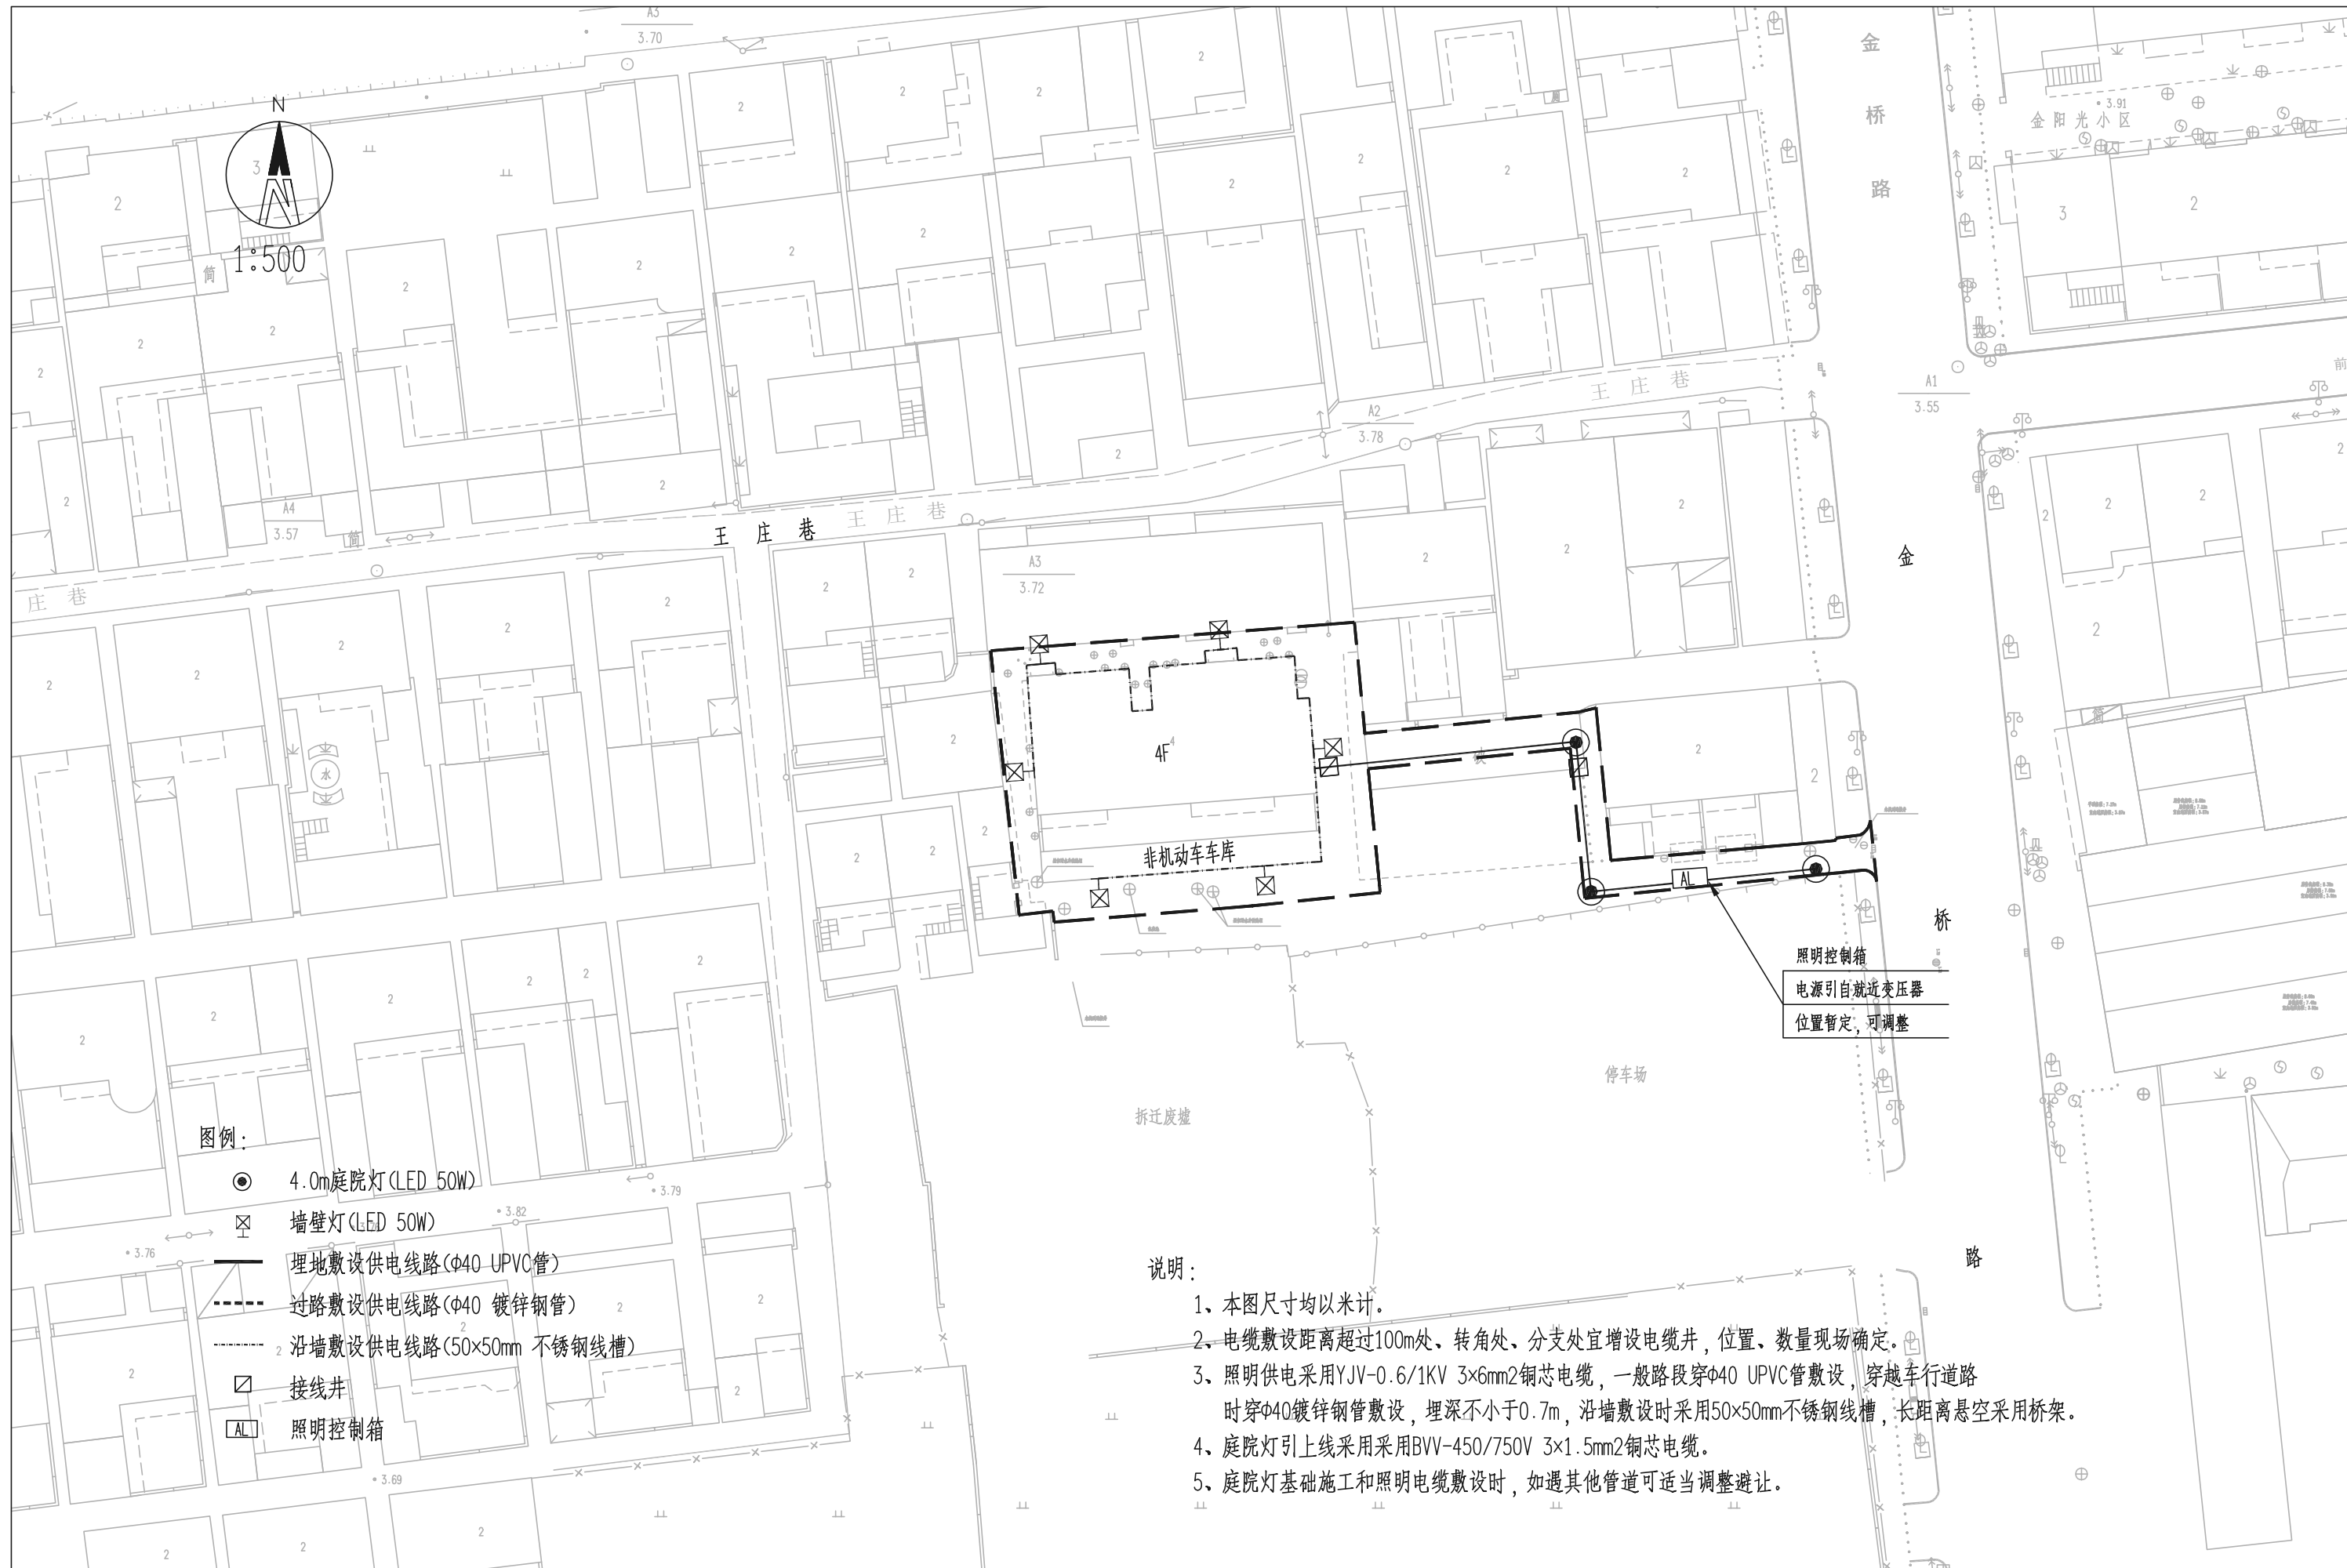 A3
3.70
N
1:500
金
桥
路
3.91
金阳光小区
王庄巷
A1
3.55
前
A2
3.78
A4
3.57
简
王庄巷
王庄巷
庄巷
A3
3.72
金
桥
路
4F
4
水
非机动车车库
AL
照明控制箱
电源引自就近变压器
位置暂定，可调整
停车场
拆迁废墟
3.79
3.82
3.76
3.69
图例：
4.0m庭院灯(LED 50W)
墙壁灯(LED 50W)
埋地敷设供电线路(Φ40 UPVC管)
过路敷设供电线路(Φ40 镀锌钢管)
沿墙敷设供电线路(50×50mm 不锈钢线槽)
接线井
AL 照明控制箱
说明：
1、本图尺寸均以米计。
2、电缆敷设距离超过100m处、转角处、分支处宜增设电缆井，位置、数量现场确定。
3、照明供电采用YJV-0.6/1KV 3×6mm2铜芯电缆，一般路段穿Φ40 UPVC管敷设，穿越车行道路
时穿Φ40镀锌钢管敷设，埋深不小于0.7m，沿墙敷设时采用50×50mm不锈钢线槽，长距离悬空采用桥架。
4、庭院灯引上线采用采用BVV-450/750V 3×1.5mm2铜芯电缆。
5、庭院灯基础施工和照明电缆敷设时，如遇其他管道可适当调整避让。